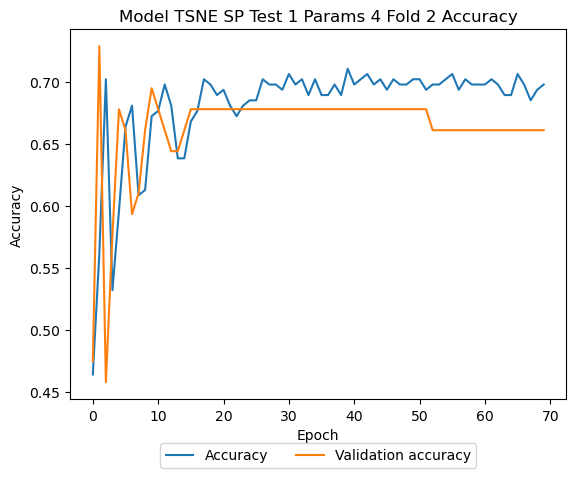 Model TSNE SP Test 1 Params 4 Fold 2 Accuracy
Accuracy
0.70
0.65
0.60
0.55
0.50
0.45
0 10 20 30 40 50 60 70
Epoch
Accuracy Validation accuracy